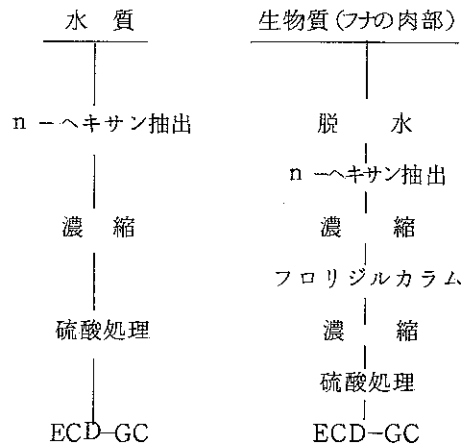 水質
n-ヘキサン抽出
濃縮
硫酸処理
ECD-GC
生物質(フナの肉部)
脱水
n-ヘキサン抽出
濃縮
フロリジルカラム
濃縮
硫酸処理
ECD-GC